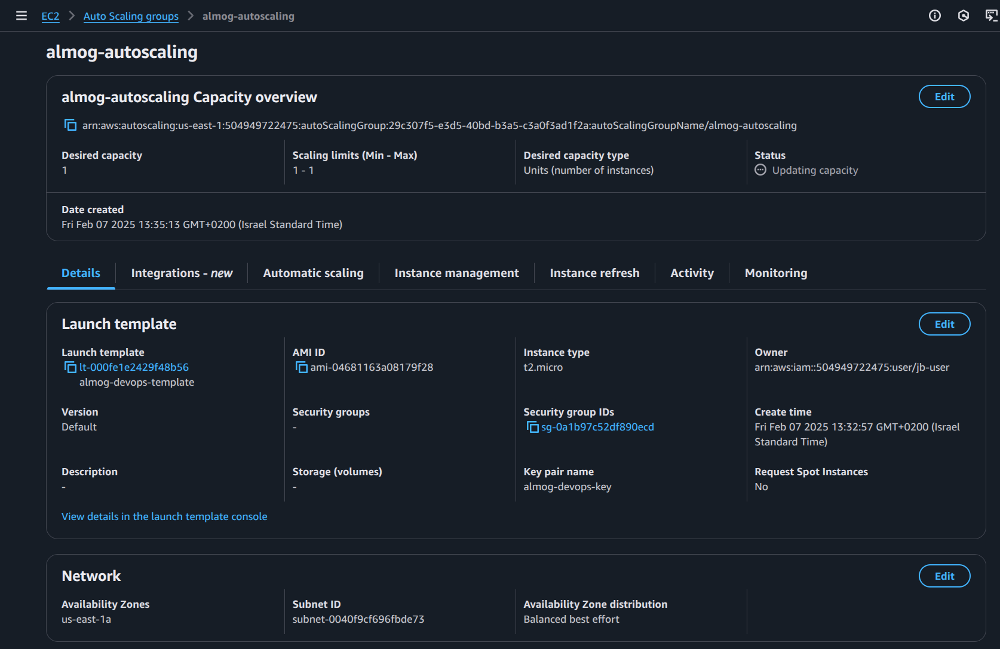 EC2 > Auto Scaling groups > almog-autoscaling
almog-autoscaling
almog-autoscaling Capacity overview
Edit
arn:aws:autoscaling:us-east-1:504949722475:autoScalingGroup:29c307f5-e3d5-40bd-b3a5-c3a0f3ad1f2a:autoScalingGroupName/almog-autoscaling
Desired capacity
1
Scaling limits (Min - Max)
1 - 1
Desired capacity type
Units (number of instances)
Status
Updating capacity
Date created
Fri Feb 07 2025 13:35:13 GMT+0200 (Israel Standard Time)
Details
Integrations - new
Automatic scaling
Instance management
Instance refresh
Activity
Monitoring
Launch template
Edit
Launch template
lt-000fe1e2429f48b56
almog-devops-template
AMI ID
ami-04681163a08179f28
Instance type
t2.micro
Owner
arn:aws:iam::504949722475:user/jb-user
Version
Default
Security groups
-
Security group IDs
sg-0a1b97c52df890ecd
Create time
Fri Feb 07 2025 13:32:57 GMT+0200 (Israel
Standard Time)
Description
-
Storage (volumes)
-
Key pair name
almog-devops-key
Request Spot Instances
No
View details in the launch template console
Network
Edit
Availability Zones
us-east-1a
Subnet ID
subnet-0040f9cf696fbde73
Availability Zone distribution
Balanced best effort